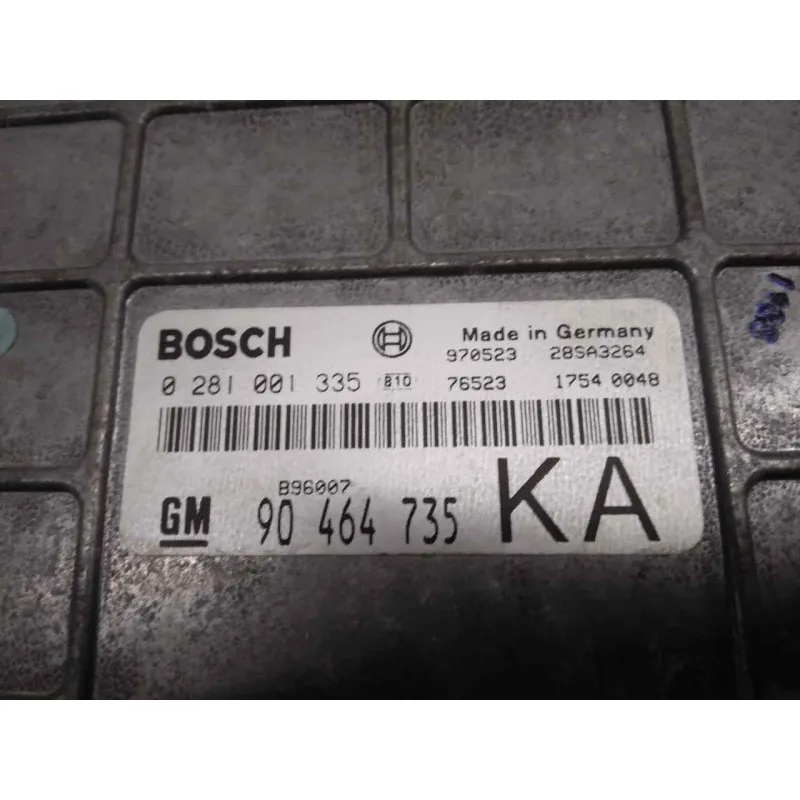 BOSCH
Made in Germany
970523 28SA3264
0 281 001 335 810 76523 1754 0048
B96007
GM 90 464 735 KA